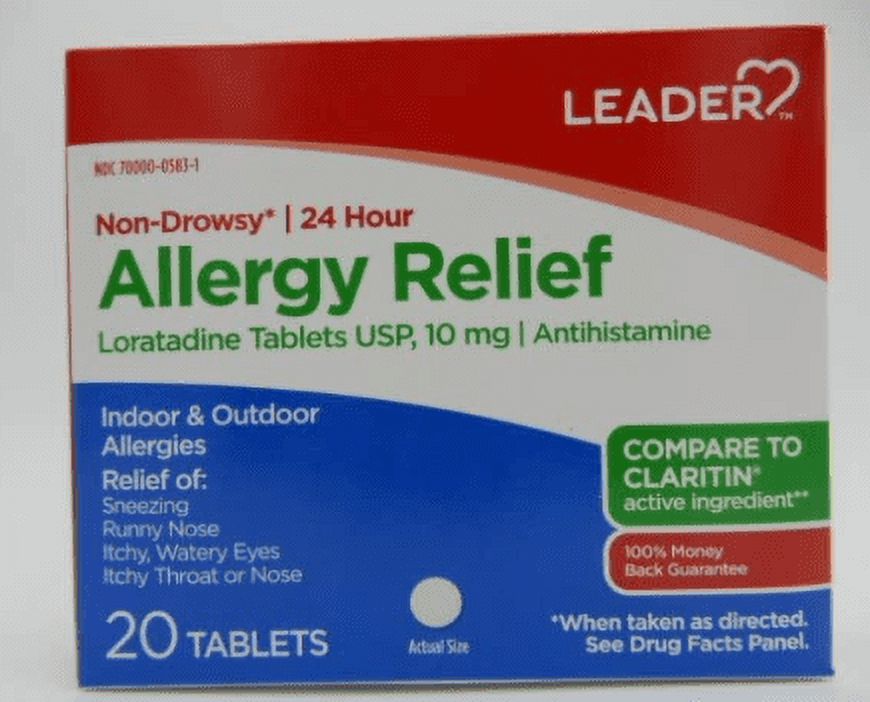 LEADER™
NDC 70000-0583-1
Non-Drowsy* | 24 Hour
Allergy Relief
Loratadine Tablets USP, 10 mg | Antihistamine
Indoor & Outdoor
Allergies
Relief of:
Sneezing
Runny Nose
Itchy, Watery Eyes
Itchy Throat or Nose
20 TABLETS
Actual Size
COMPARE TO
CLARITIN®
active ingredient**
100% Money
Back Guarantee
*When taken as directed.
See Drug Facts Panel.